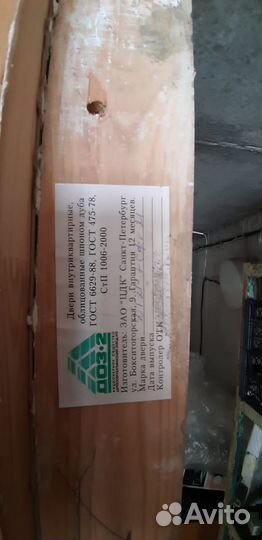 Двери внутриквартирные,
облицованные шпоном дуба
ГОСТ 6629-88, ГОСТ 475-78,
СтП 1006-2000
ДОЗ-2
Изготовитель: ЗАО "ЦДК" Санкт-Петербург
ул. Бокситогорская, 9. Гарантия 12 месяцев.
Марка двери
Дата выпуска
Контролер ОТК
Avito